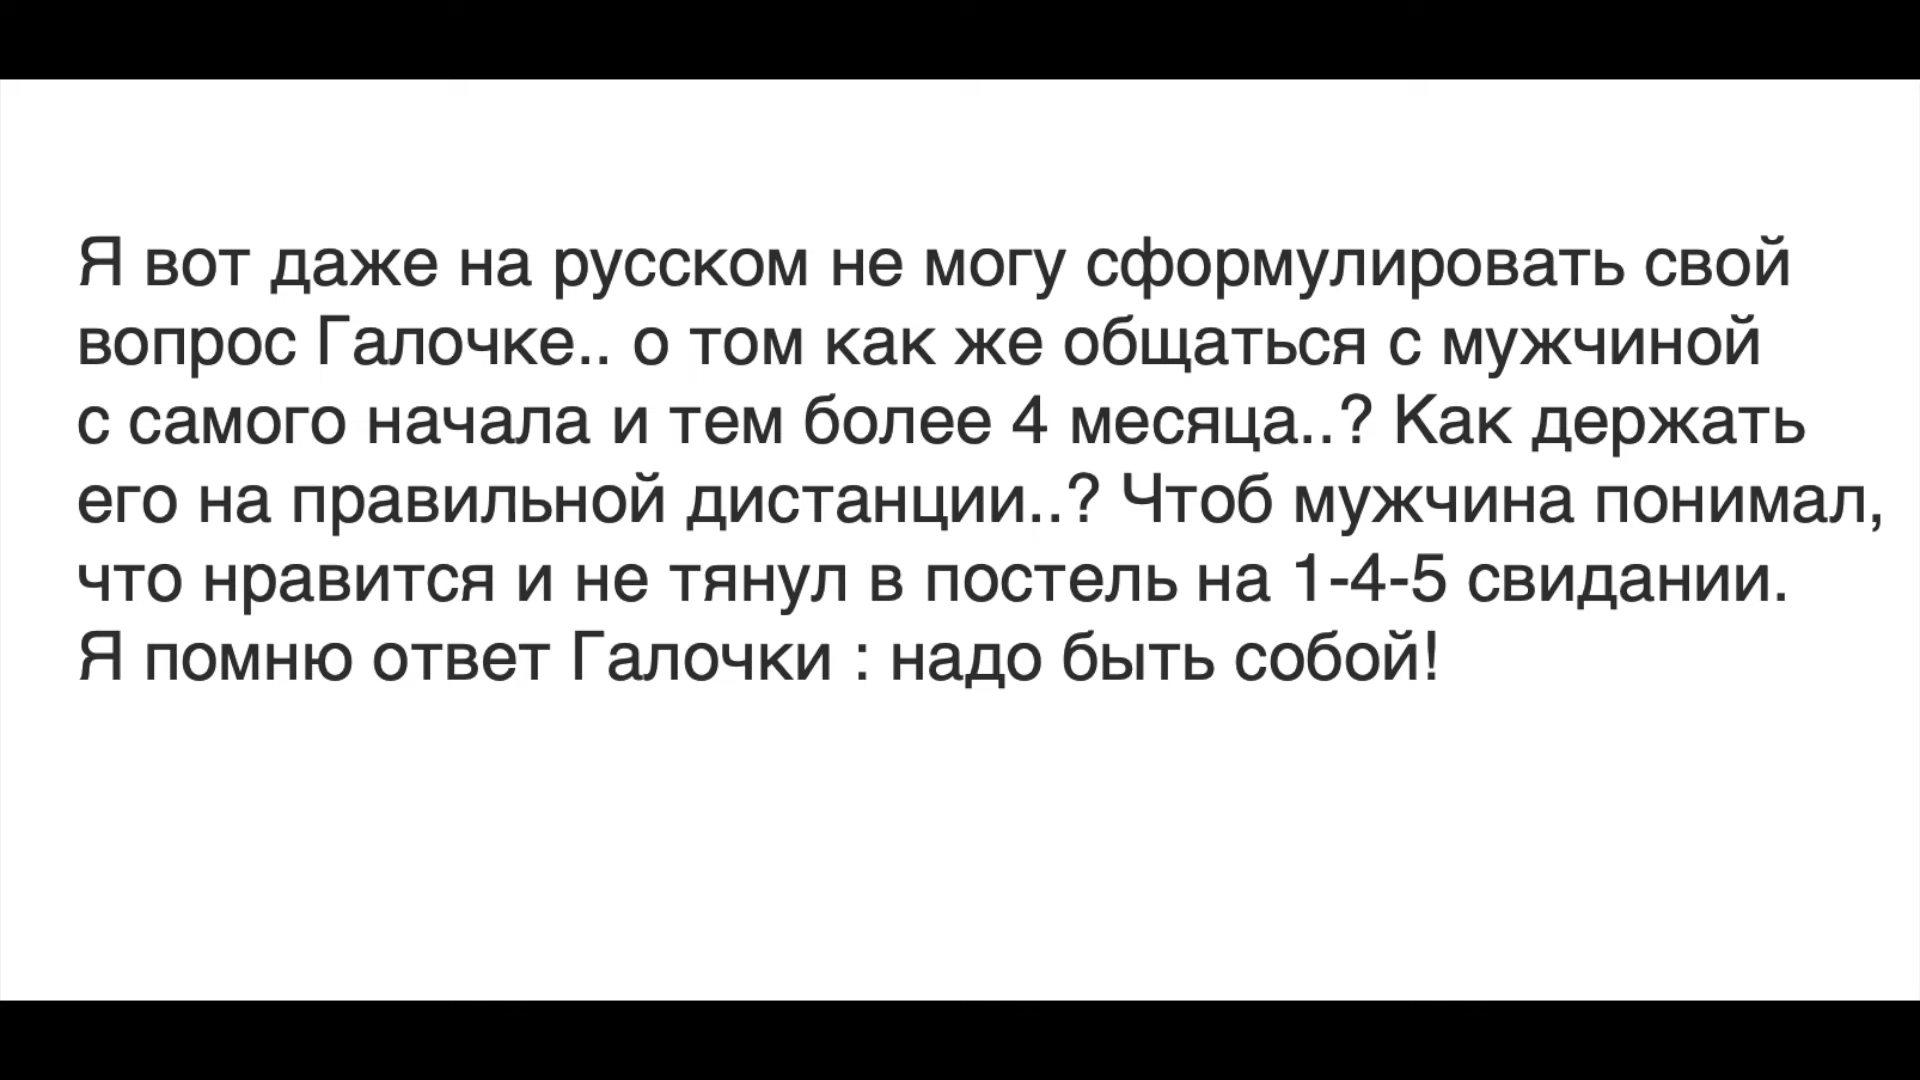 Я вот даже на русском не могу сформулировать свой
вопрос Галочке.. о том как же общаться с мужчиной
с самого начала и тем более 4 месяца..? Как держать
его на правильной дистанции..? Чтоб мужчина понимал,
что нравится и не тянул в постель на 1-4-5 свидании.
Я помню ответ Галочки : надо быть собой!